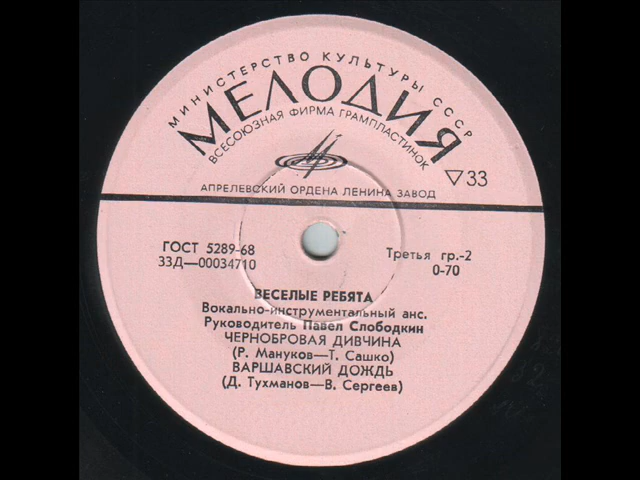 МИНИСТЕРСТВО КУЛЬТУРЫ СССР
МЕЛОДИЯ
ВСЕСОЮЗНАЯ ФИРМА ГРАМПЛАСТИНОК
АПРЕЛЕВСКИЙ ОРДЕНА ЛЕНИНА ЗАВОД
▽33
ГОСТ 5289-68
33Д—00034710
Третья гр.-2
0-70
ВЕСЕЛЫЕ РЕБЯТА
Вокально-инструментальный анс.
Руководитель Павел Слободкин
ЧЕРНОБРОВАЯ ДИВЧИНА
(Р. Мануков—Т. Сашко)
ВАРШАВСКИЙ ДОЖДЬ
(Д. Тухманов—В. Сергеев)